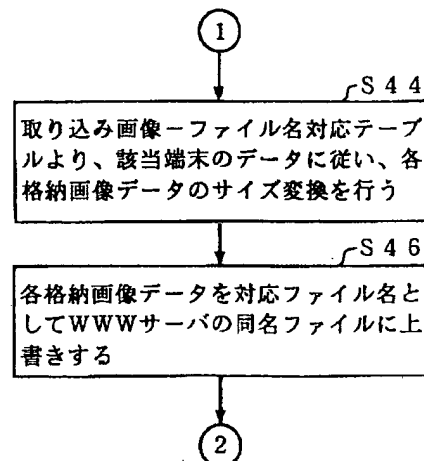 1
S44
取り込み画像－ファイル名対応テーブ
ルより、該当端末のデータに従い、各
格納画像データのサイズ変換を行う
S46
各格納画像データを対応ファイル名と
してWWWサーバの同名ファイルに上
書きする
2